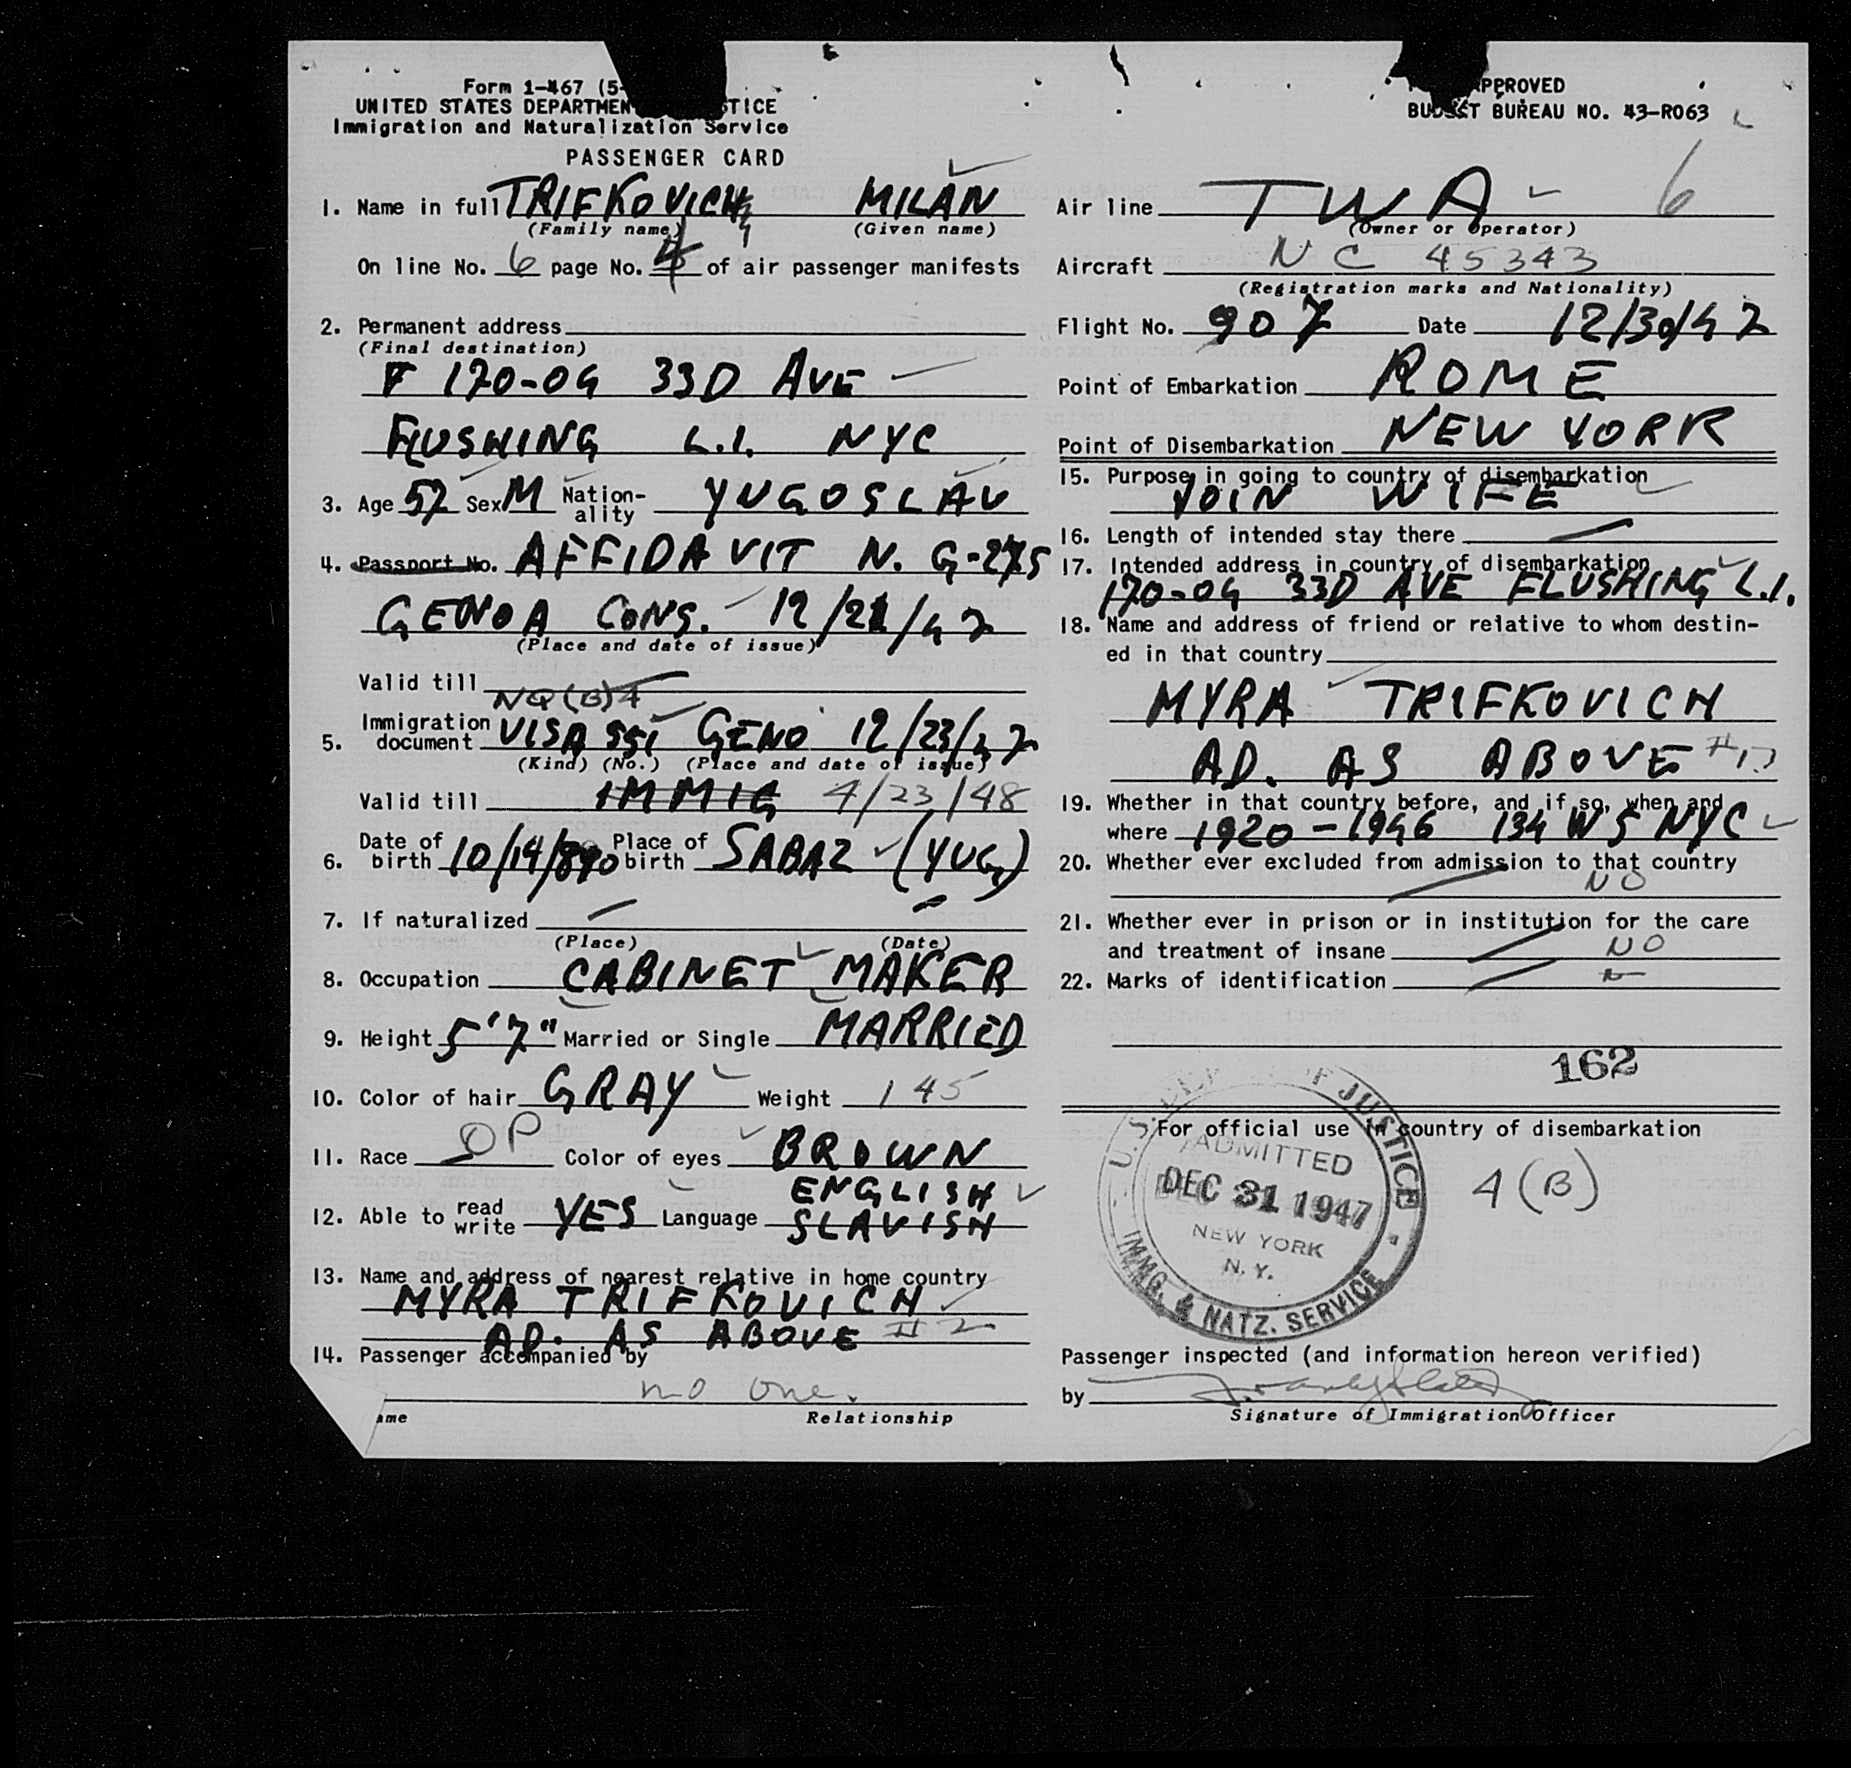 Form 1-467 (5-
UNITED STATES DEPARTMEN TICE
Immigration and Naturalization Service
PASSENGER CARD
1. Name in full TRIFKOVICH MILAN
(Family name) (Given name)
On line No. 6 page No. 4 of air passenger manifests
2. Permanent address
(Final destination)
170-04 33D AVE
FLUSHING L.I. NYC
3. Age 57 Sex M Nation-ality YUGOSLAV
4. Passport No. AFFIDAVIT N. G-275
GENOA CONS. 12/22/47
(Place and date of issue)
Valid till
NQ(B)4
5. Immigration document VISA 551 GENO 12/23/47
(Kind) (No.) (Place and date of issue)
Valid till IMMIG 4/23/48
6. Date of birth 10/14/890 Place of birth SABAZ (YUG)
7. If naturalized
(Place) (Date)
8. Occupation CABINET MAKER
9. Height 5'7" Married or Single MARRIED
10. Color of hair GRAY Weight 145
11. Race Color of eyes BROWN
ENGLISH
12. Able to read write YES Language SLAVISH
13. Name and address of nearest relative in home country
MYRA TRIFKOVICH
AD. AS ABOVE #2
14. Passenger accompanied by
no one.
ame Relationship
APPROVED
BUDGET BUREAU NO. 43-R063
6
Air line TWA
(Owner or Operator)
Aircraft NC 45343
(Registration marks and Nationality)
Flight No. 907 Date 12/30/47
Point of Embarkation ROME
Point of Disembarkation NEW YORK
15. Purpose in going to country of disembarkation
JOIN WIFE
16. Length of intended stay there
17. Intended address in country of disembarkation
170-04 33D AVE FLUSHING L.I.
18. Name and address of friend or relative to whom destin-
ed in that country
MYRA TRIFKOVICH
AD. AS ABOVE #17
19. Whether in that country before, and if so, when and
where 1920-1946 134 W 5 NYC
20. Whether ever excluded from admission to that country
NO
21. Whether ever in prison or in institution for the care
and treatment of insane NO
22. Marks of identification
162
For official use in country of disembarkation
U.S. DEPT. OF JUSTICE
ADMITTED
DEC 31 1947
NEW YORK
N.Y.
IMMG. & NATZ. SERVICE
4(B)
Passenger inspected (and information hereon verified)
by
Signature of Immigration Officer